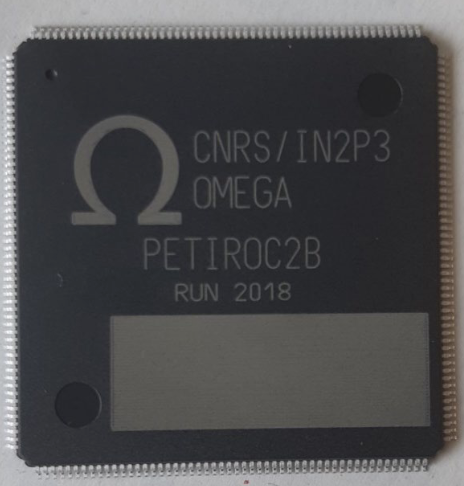 Ω CNRS/IN2P3
OMEGA
PETIROC2B
RUN 2018